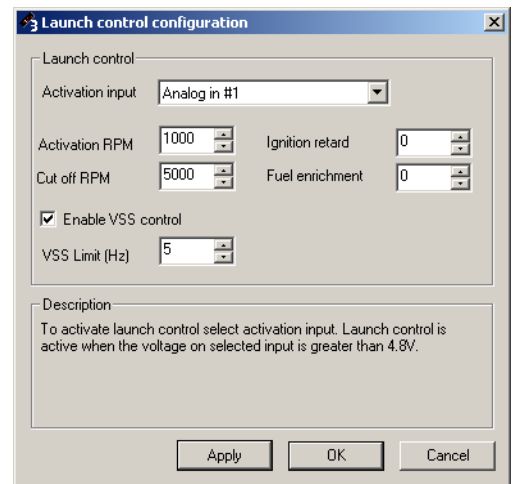 Launch control configuration
Launch control
Activation input Analog in #1
Activation RPM 1000 Ignition retard 0
Cut off RPM 5000 Fuel enrichment 0
Enable VSS control
VSS Limit (Hz) 5
Description
To activate launch control select activation input. Launch control is
active when the voltage on selected input is greater than 4.8V.
Apply OK Cancel